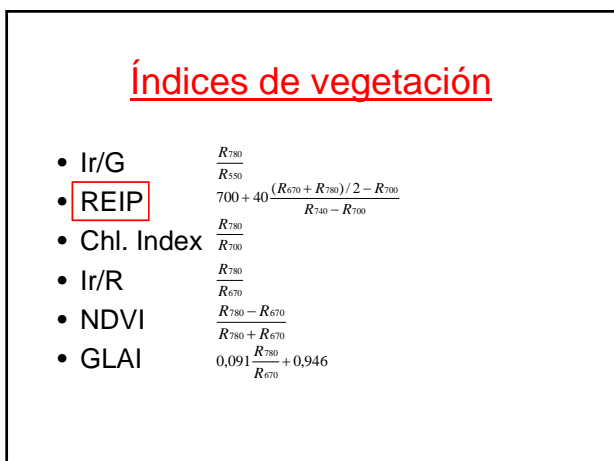 Índices de vegetación
• Ir/G R780/R550
• REIP 700 + 40 ((R670 + R780)/2 − R700)/(R740 − R700)
• Chl. Index R780/R700
• Ir/R R780/R670
• NDVI (R780 − R670)/(R780 + R670)
• GLAI 0,091 R780/R670 + 0,946